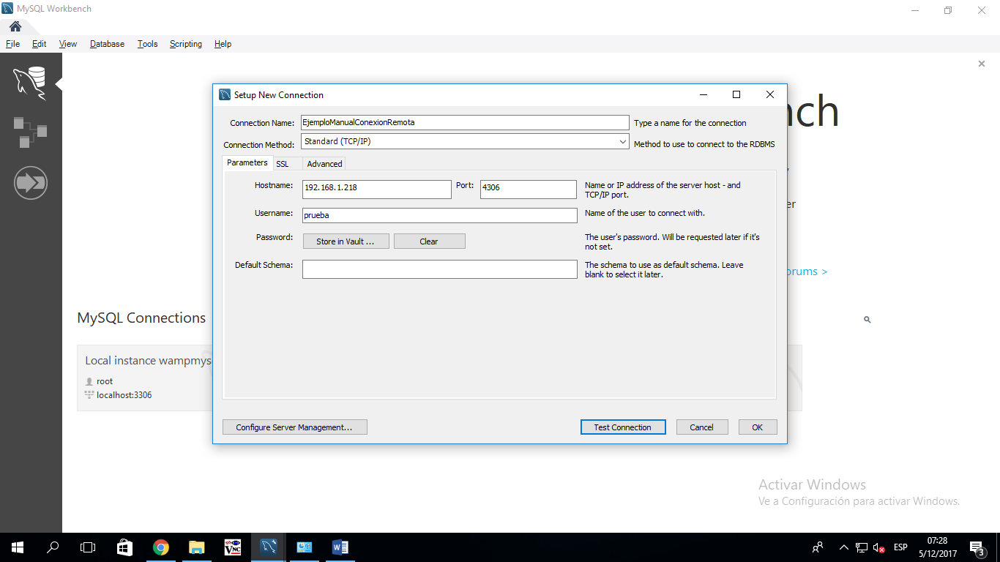 MySQL Workbench
File Edit View Database Tools Scripting Help
nch
Setup New Connection
Connection Name: EjemploManualConexionRemota Type a name for the connection
Connection Method: Standard (TCP/IP) Method to use to connect to the RDBMS
Parameters SSL Advanced
Hostname: 192.168.1.218 Port: 4306 Name or IP address of the server host - and
TCP/IP port.
er
Username: prueba Name of the user to connect with.
Password: Store in Vault ... Clear The user's password. Will be requested later if it's
not set.
Default Schema: The schema to use as default schema. Leave
blank to select it later.
orums >
MySQL Connections
Local instance wampmys
root
localhost:3306
Configure Server Management... Test Connection Cancel OK
Activar Windows
Ve a Configuración para activar Windows.
VNC
W
ESP
07:28
5/12/2017
3